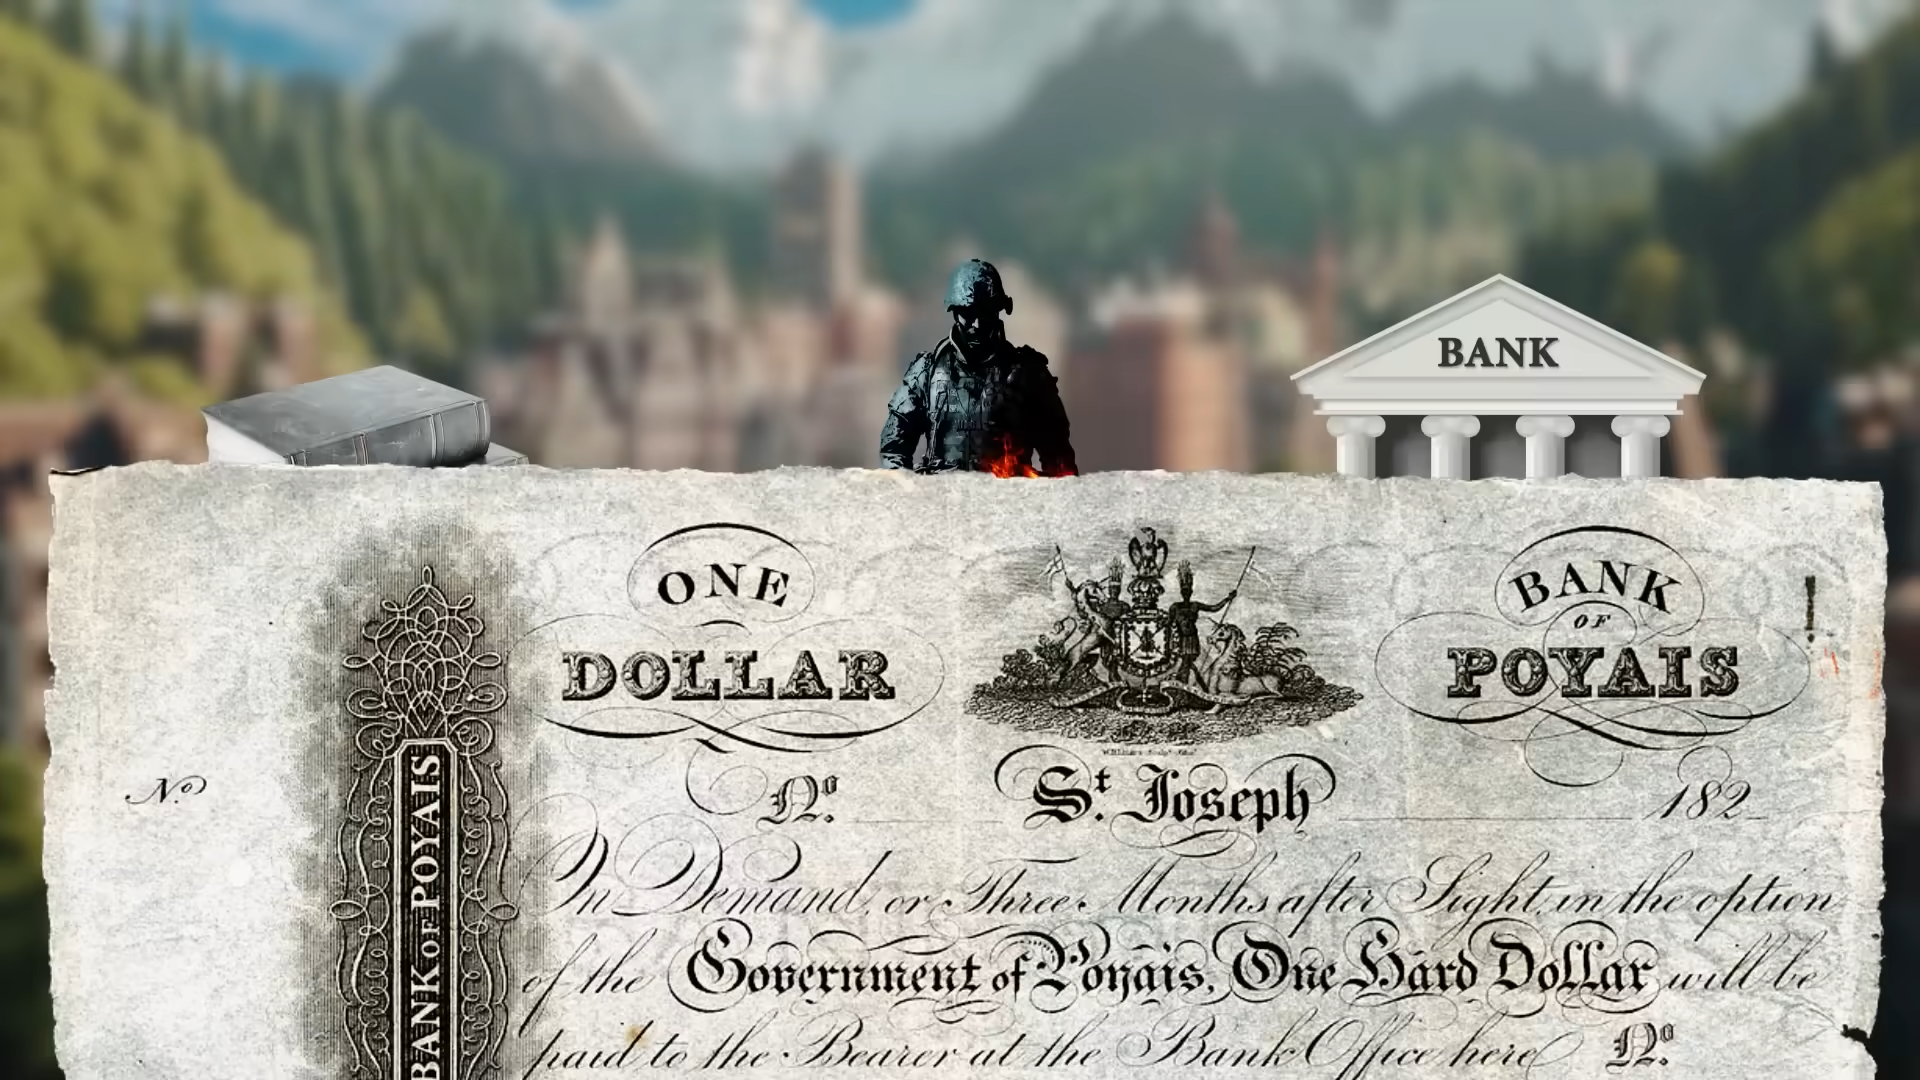 BANK
ONE
DOLLAR
BANK
OF
POYAIS
No.
No.
St. Joseph
182
BANK OF POYAIS
On Demand, or Three Months after Sight, in the option
of the Government of Poyais, One Hard Dollar will be
paid to the Bearer at the Bank Office here No.